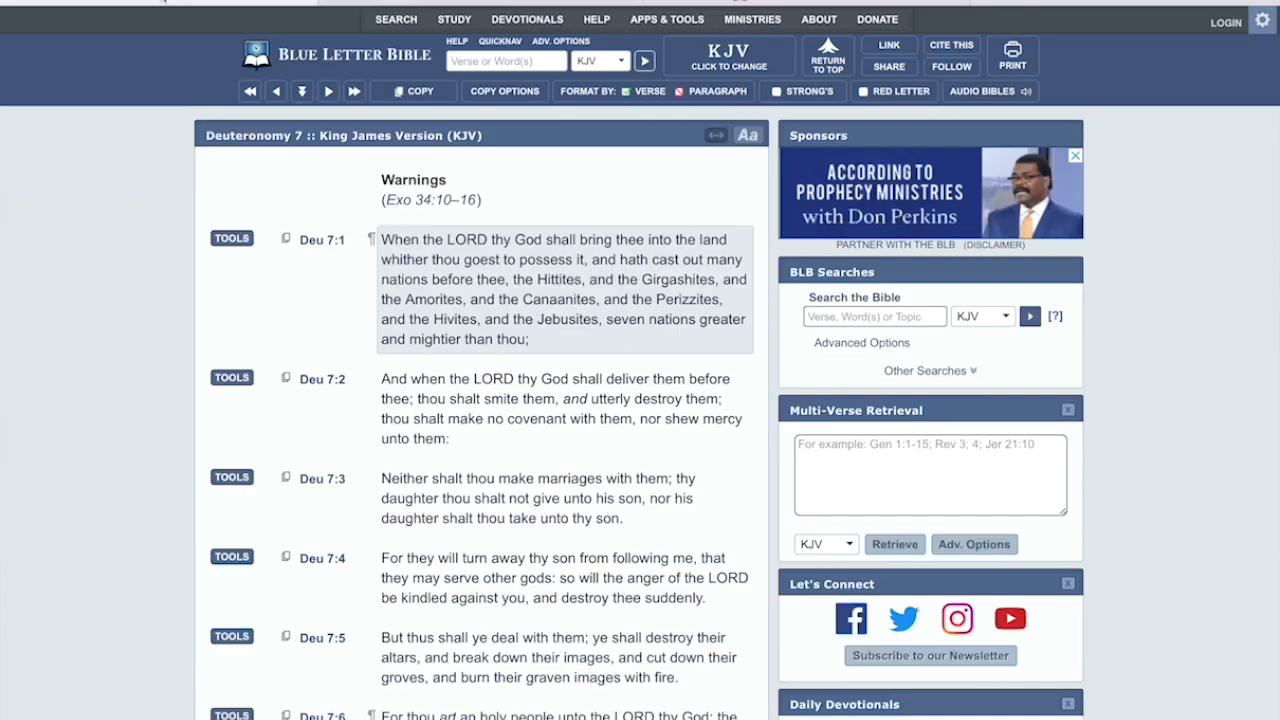 SEARCH STUDY DEVOTIONALS HELP APPS & TOOLS MINISTRIES ABOUT DONATE
LOGIN
BLUE LETTER BIBLE
HELP QUICKNAV ADV. OPTIONS
Verse or Word(s) KJV
KJV
CLICK TO CHANGE
RETURN
TO TOP
LINK CITE THIS
SHARE FOLLOW
PRINT
COPY COPY OPTIONS FORMAT BY: VERSE PARAGRAPH STRONG'S RED LETTER AUDIO BIBLES
Deuteronomy 7 :: King James Version (KJV) Aa
Warnings
(Exo 34:10–16)
TOOLS Deu 7:1 ¶ When the LORD thy God shall bring thee into the land
whither thou goest to possess it, and hath cast out many
nations before thee, the Hittites, and the Girgashites, and
the Amorites, and the Canaanites, and the Perizzites,
and the Hivites, and the Jebusites, seven nations greater
and mightier than thou;
TOOLS Deu 7:2 And when the LORD thy God shall deliver them before
thee; thou shalt smite them, and utterly destroy them;
thou shalt make no covenant with them, nor shew mercy
unto them:
TOOLS Deu 7:3 Neither shalt thou make marriages with them; thy
daughter thou shalt not give unto his son, nor his
daughter shalt thou take unto thy son.
TOOLS Deu 7:4 For they will turn away thy son from following me, that
they may serve other gods: so will the anger of the LORD
be kindled against you, and destroy thee suddenly.
TOOLS Deu 7:5 But thus shall ye deal with them; ye shall destroy their
altars, and break down their images, and cut down their
groves, and burn their graven images with fire.
TOOLS Deu 7:6 ¶ For thou art an holy people unto the LORD thy God: the
Sponsors
ACCORDING TO
PROPHECY MINISTRIES
with Don Perkins
PARTNER WITH THE BLB (DISCLAIMER)
BLB Searches
Search the Bible
Verse, Word(s) or Topic KJV [?]
Advanced Options
Other Searches
Multi-Verse Retrieval
For example: Gen 1:1-15; Rev 3; 4; Jer 21:10
KJV Retrieve Adv. Options
Let's Connect
Subscribe to our Newsletter
Daily Devotionals